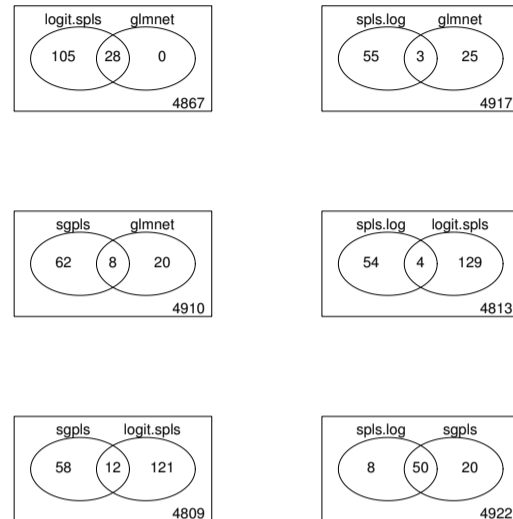 logit.spls glmnet
105 28 0
4867
spls.log glmnet
55 3 25
4917
sgpls glmnet
62 8 20
4910
spls.log logit.spls
54 4 129
4813
sgpls logit.spls
58 12 121
4809
spls.log sgpls
8 50 20
4922